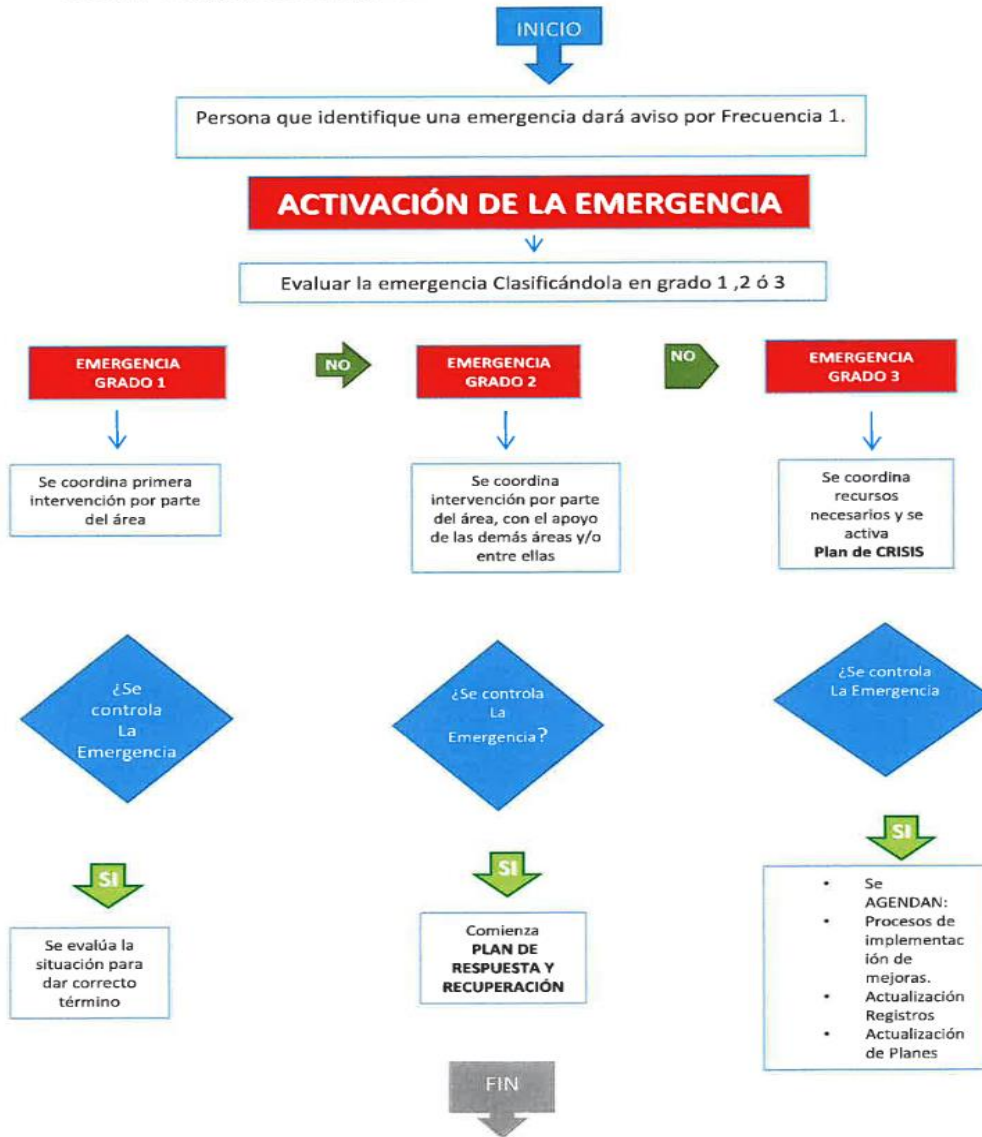 INICIO
Persona que identifique una emergencia dará aviso por Frecuencia 1.
ACTIVACIÓN DE LA EMERGENCIA
Evaluar la emergencia Clasificándola en grado 1 ,2 ó 3
EMERGENCIA
GRADO 1
NO
EMERGENCIA
GRADO 2
NO
EMERGENCIA
GRADO 3
Se coordina primera
intervención por parte
del área
Se coordina
intervención por parte
del área, con el apoyo
de las demás áreas y/o
entre ellas
Se coordina
recursos
necesarios y se
activa
Plan de CRISIS
¿Se
controla
La
Emergencia
¿Se controla
La
Emergencia?
¿Se controla
La Emergencia
SI
SI
SI
Se evalúa la
situación para
dar correcto
término
Comienza
PLAN DE
RESPUESTA Y
RECUPERACIÓN
• Se
AGENDAN:
• Procesos de
implementac
ión de
mejoras.
• Actualización
Registros
• Actualización
de Planes
FIN